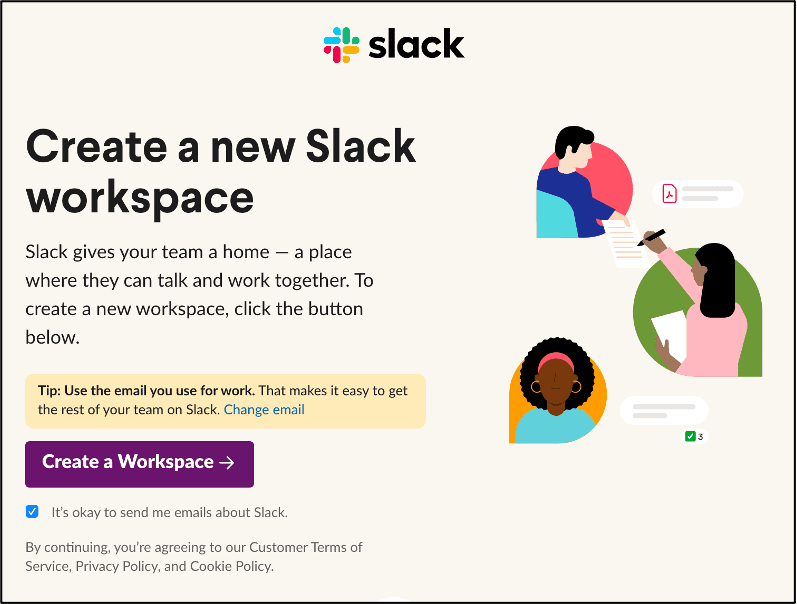 slack
Create a new Slack
workspace
Slack gives your team a home — a place
where they can talk and work together. To
create a new workspace, click the button
below.
Tip: Use the email you use for work. That makes it easy to get
the rest of your team on Slack. Change email
Create a Workspace →
It's okay to send me emails about Slack.
By continuing, you're agreeing to our Customer Terms of
Service, Privacy Policy, and Cookie Policy.
3